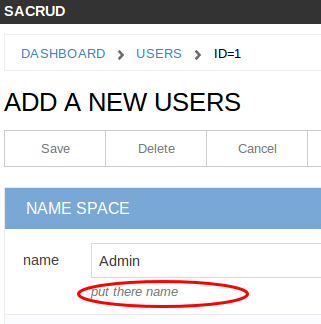 SACRUD
DASHBOARD > USERS > ID=1
ADD A NEW USERS
Save Delete Cancel
NAME SPACE
name Admin
put there name